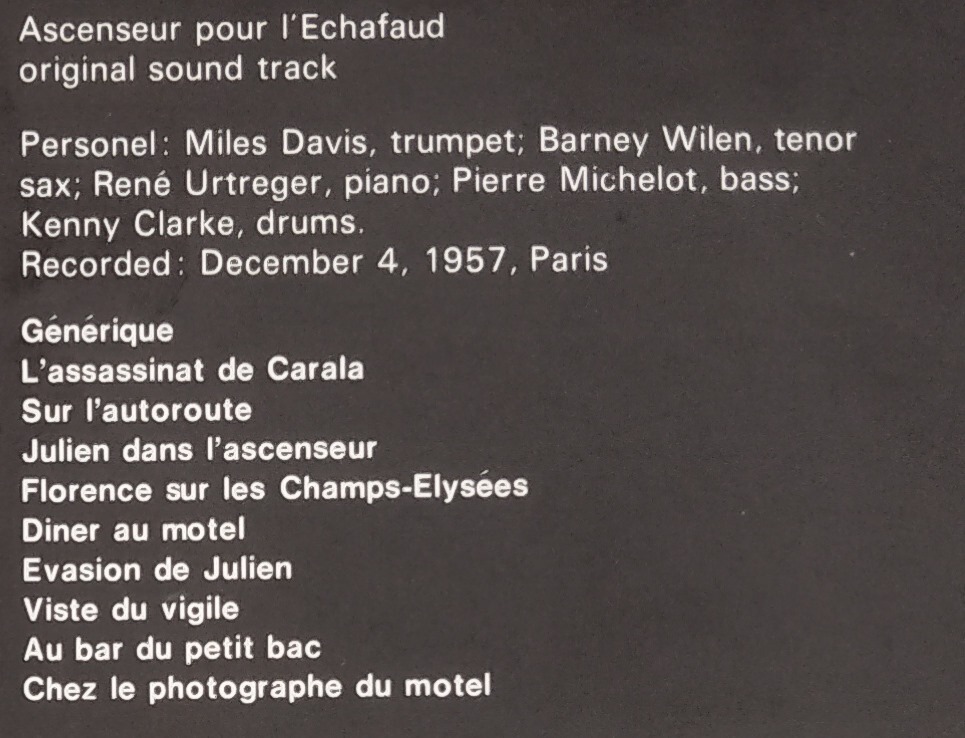 Ascenseur pour l'Echafaud
original sound track
Personel: Miles Davis, trumpet; Barney Wilen, tenor
sax; René Urtreger, piano; Pierre Michelot, bass;
Kenny Clarke, drums.
Recorded: December 4, 1957, Paris
Générique
L'assassinat de Carala
Sur l'autoroute
Julien dans l'ascenseur
Florence sur les Champs-Elysées
Diner au motel
Evasion de Julien
Viste du vigile
Au bar du petit bac
Chez le photographe du motel